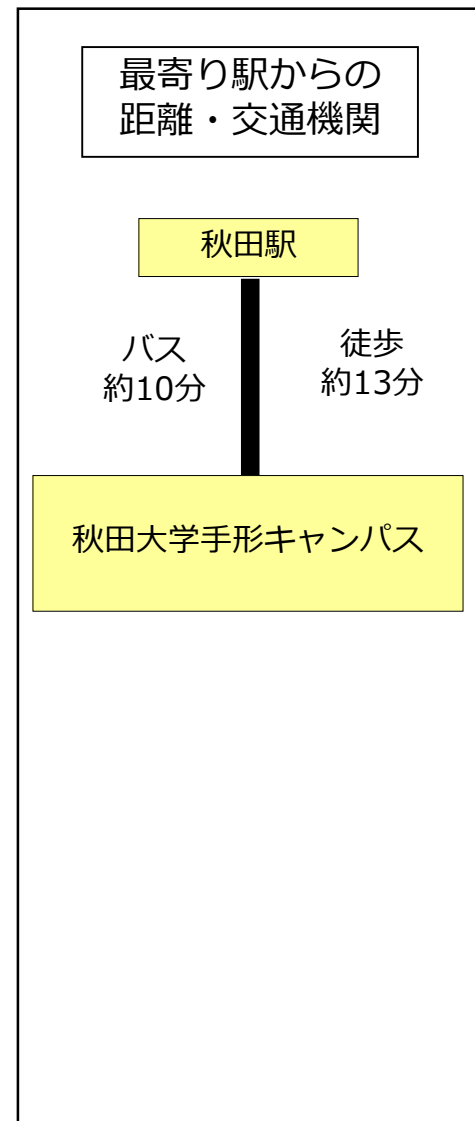 最寄り駅からの
距離・交通機関
秋田駅
バス
約10分
徒歩
約13分
秋田大学手形キャンパス